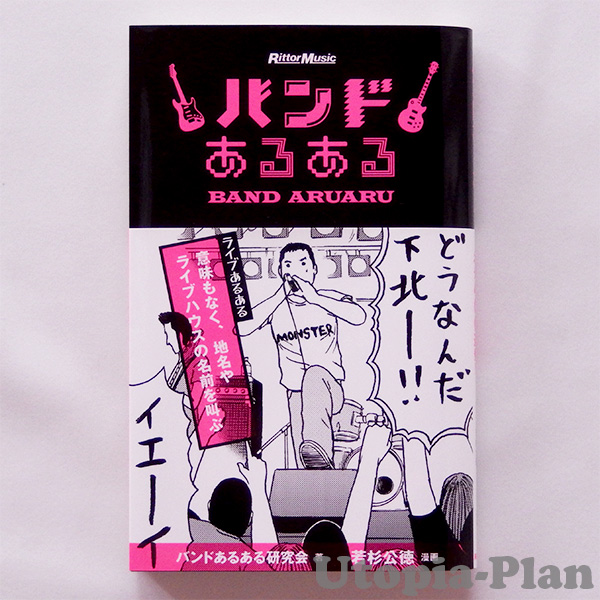 RittorMusic
バンド
あるある
BAND ARUARU
どうなんだ
下北ー!!
ライブあるある
意味もなく、地名や
ライブハウスの名前を叫ぶ
MONSTER
イエーイ
バンドあるある研究会 著 若杉公徳 漫画
Utopia-Plan